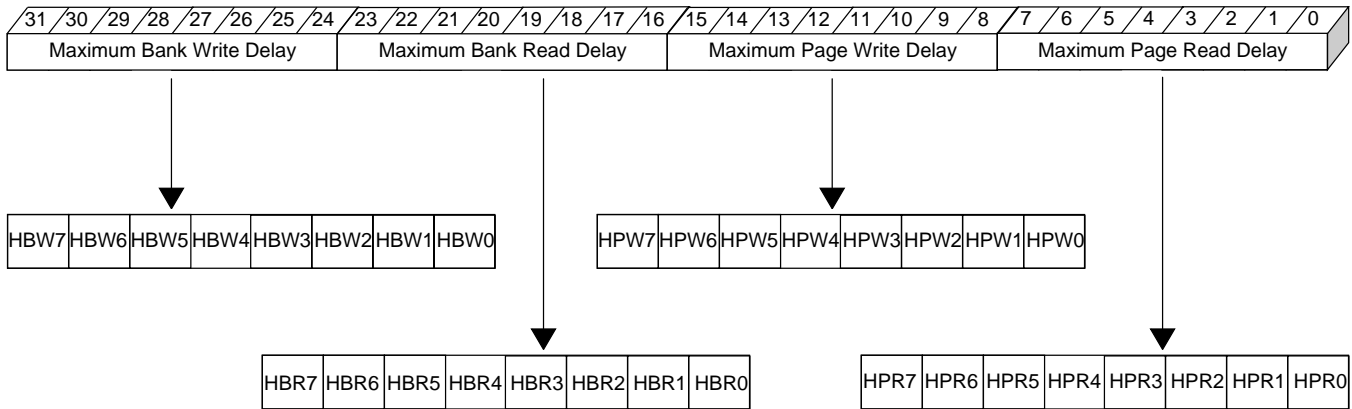 31 30 29 28 27 26 25 24 23 22 21 20 19 18 17 16 15 14 13 12 11 10 9 8 7 6 5 4 3 2 1 0
Maximum Bank Write Delay Maximum Bank Read Delay Maximum Page Write Delay Maximum Page Read Delay
HBW7 HBW6 HBW5 HBW4 HBW3 HBW2 HBW1 HBW0 HPW7 HPW6 HPW5 HPW4 HPW3 HPW2 HPW1 HPW0
HBR7 HBR6 HBR5 HBR4 HBR3 HBR2 HBR1 HBR0 HPR7 HPR6 HPR5 HPR4 HPR3 HPR2 HPR1 HPR0